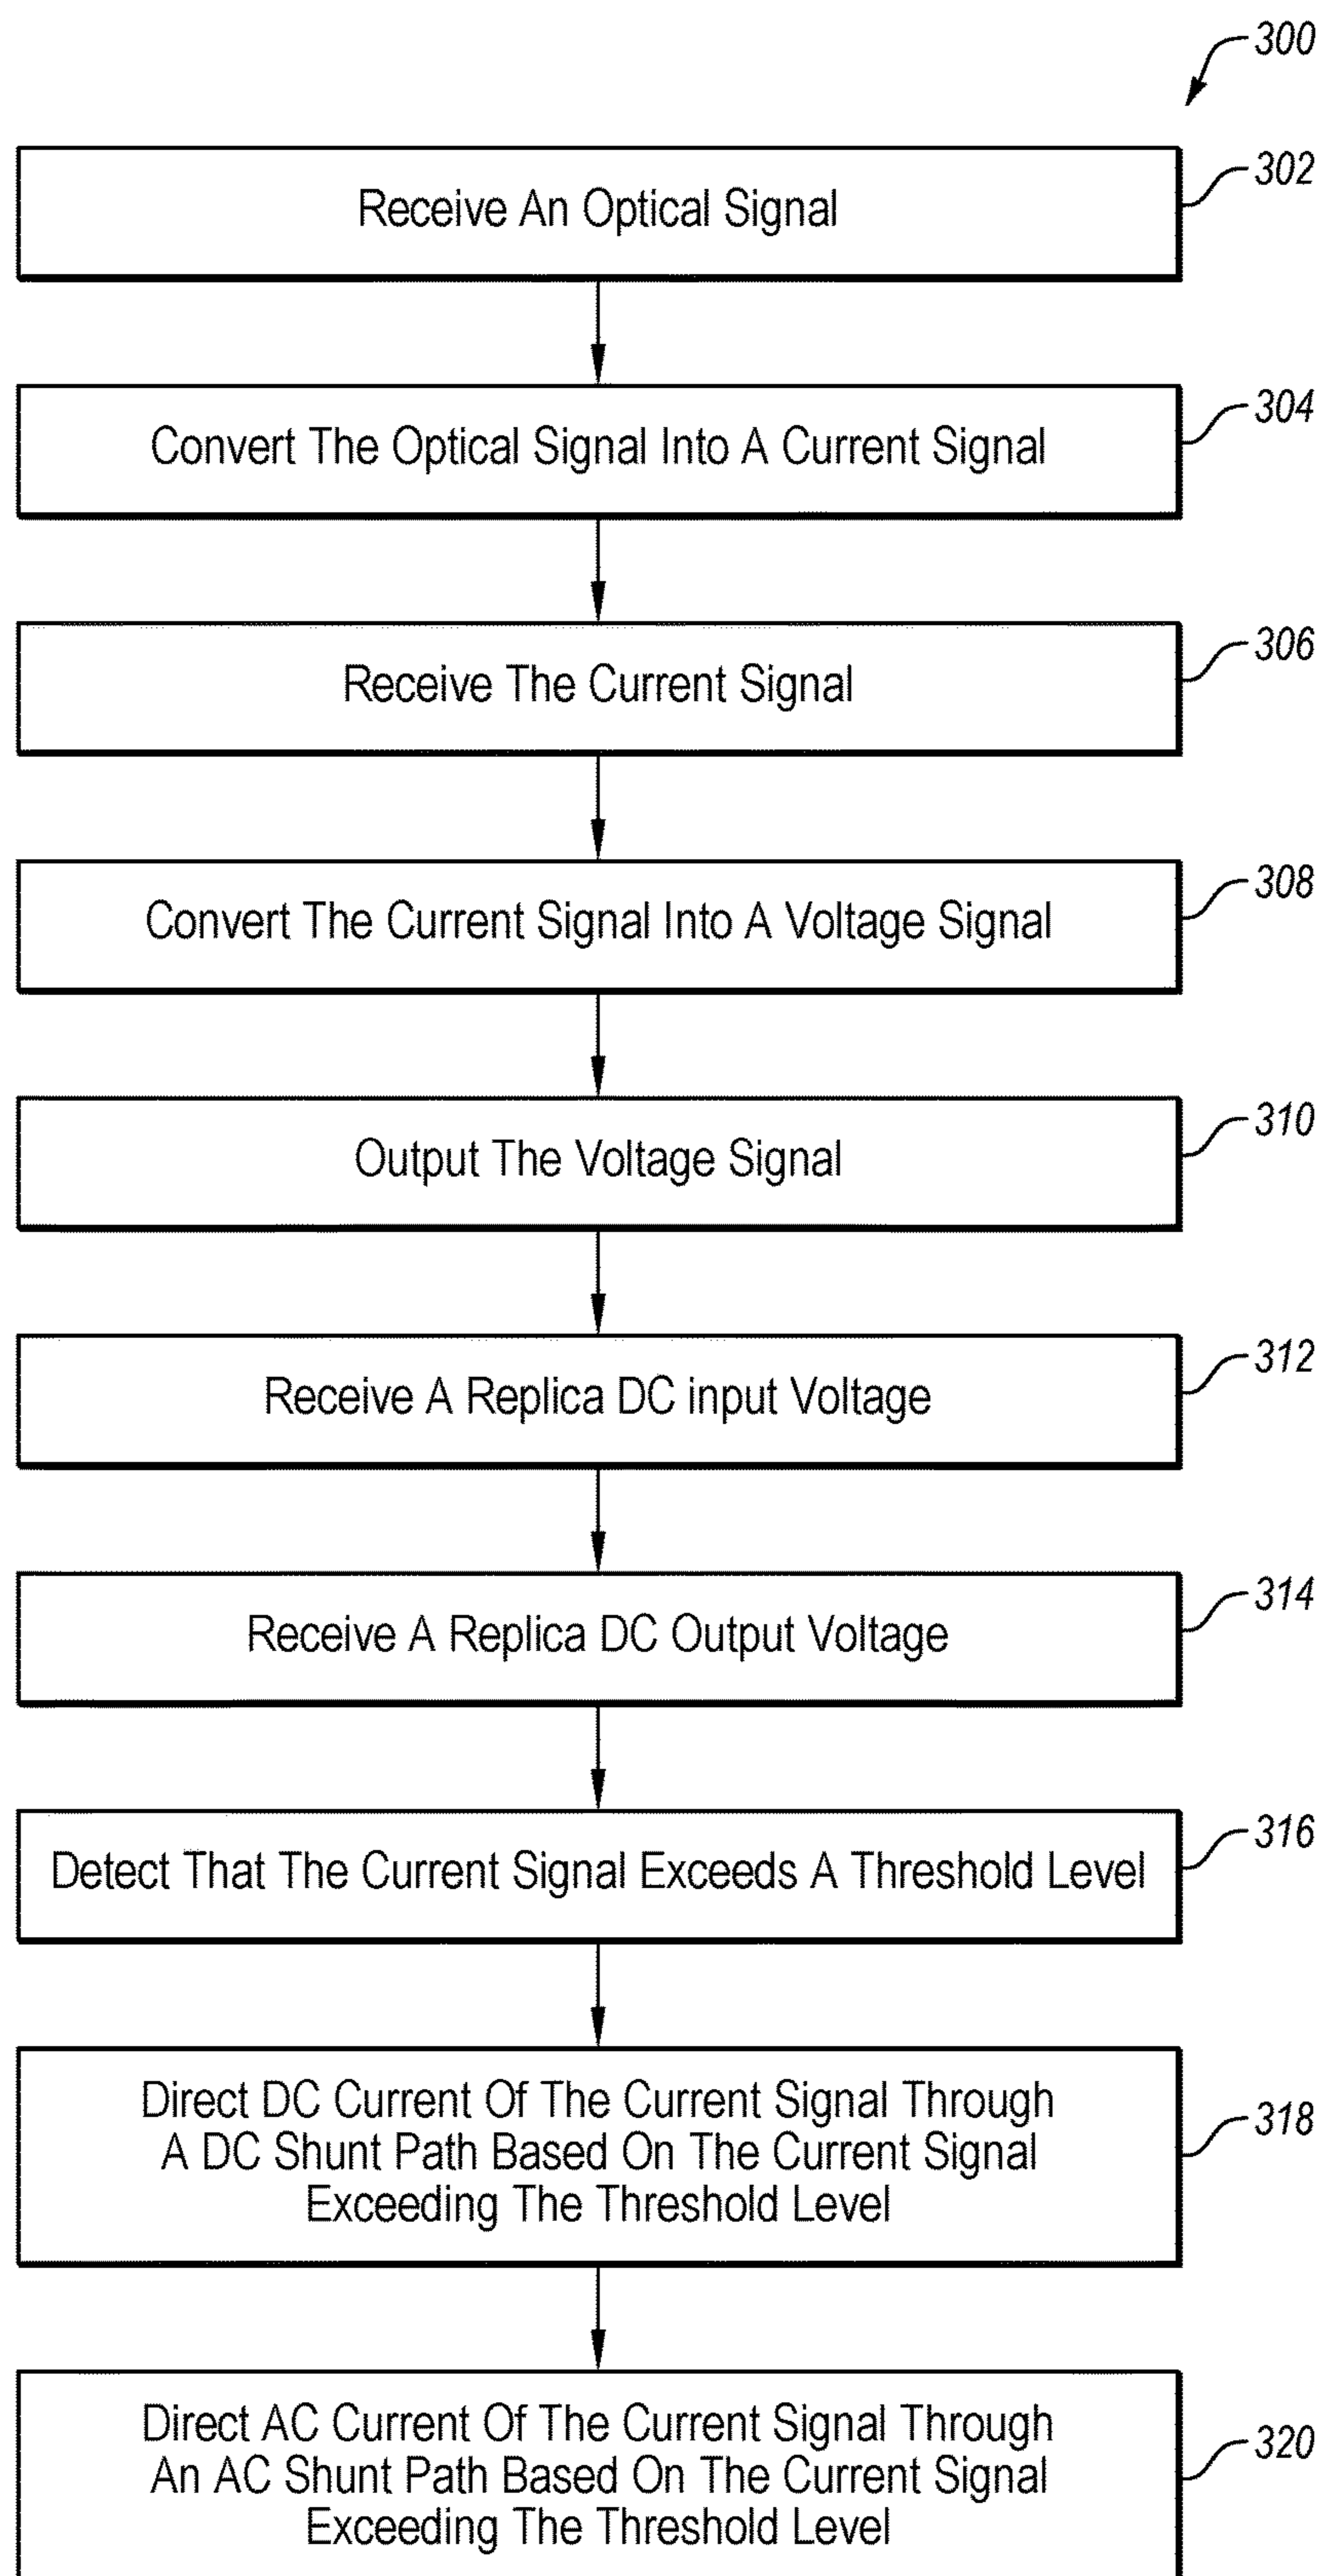 300
Receive An Optical Signal
302
Convert The Optical Signal Into A Current Signal
304
Receive The Current Signal
306
Convert The Current Signal Into A Voltage Signal
308
Output The Voltage Signal
310
Receive A Replica DC input Voltage
312
Receive A Replica DC Output Voltage
314
Detect That The Current Signal Exceeds A Threshold Level
316
Direct DC Current Of The Current Signal Through
A DC Shunt Path Based On The Current Signal
Exceeding The Threshold Level
318
Direct AC Current Of The Current Signal Through
An AC Shunt Path Based On The Current Signal
Exceeding The Threshold Level
320